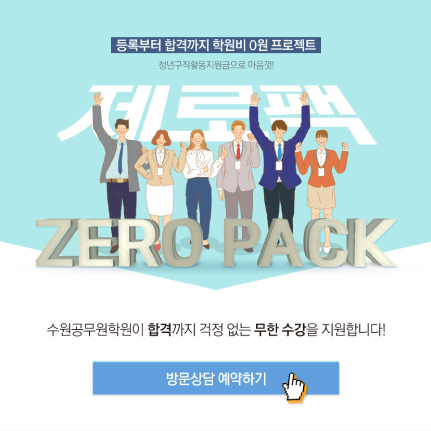 등록부터 합격까지 학원비 0원 프로젝트
청년구직활동지원금으로 마음껏!
제로팩
ZERO PACK
수원공무원학원이 합격까지 걱정 없는 무한 수강을 지원합니다!
방문상담 예약하기